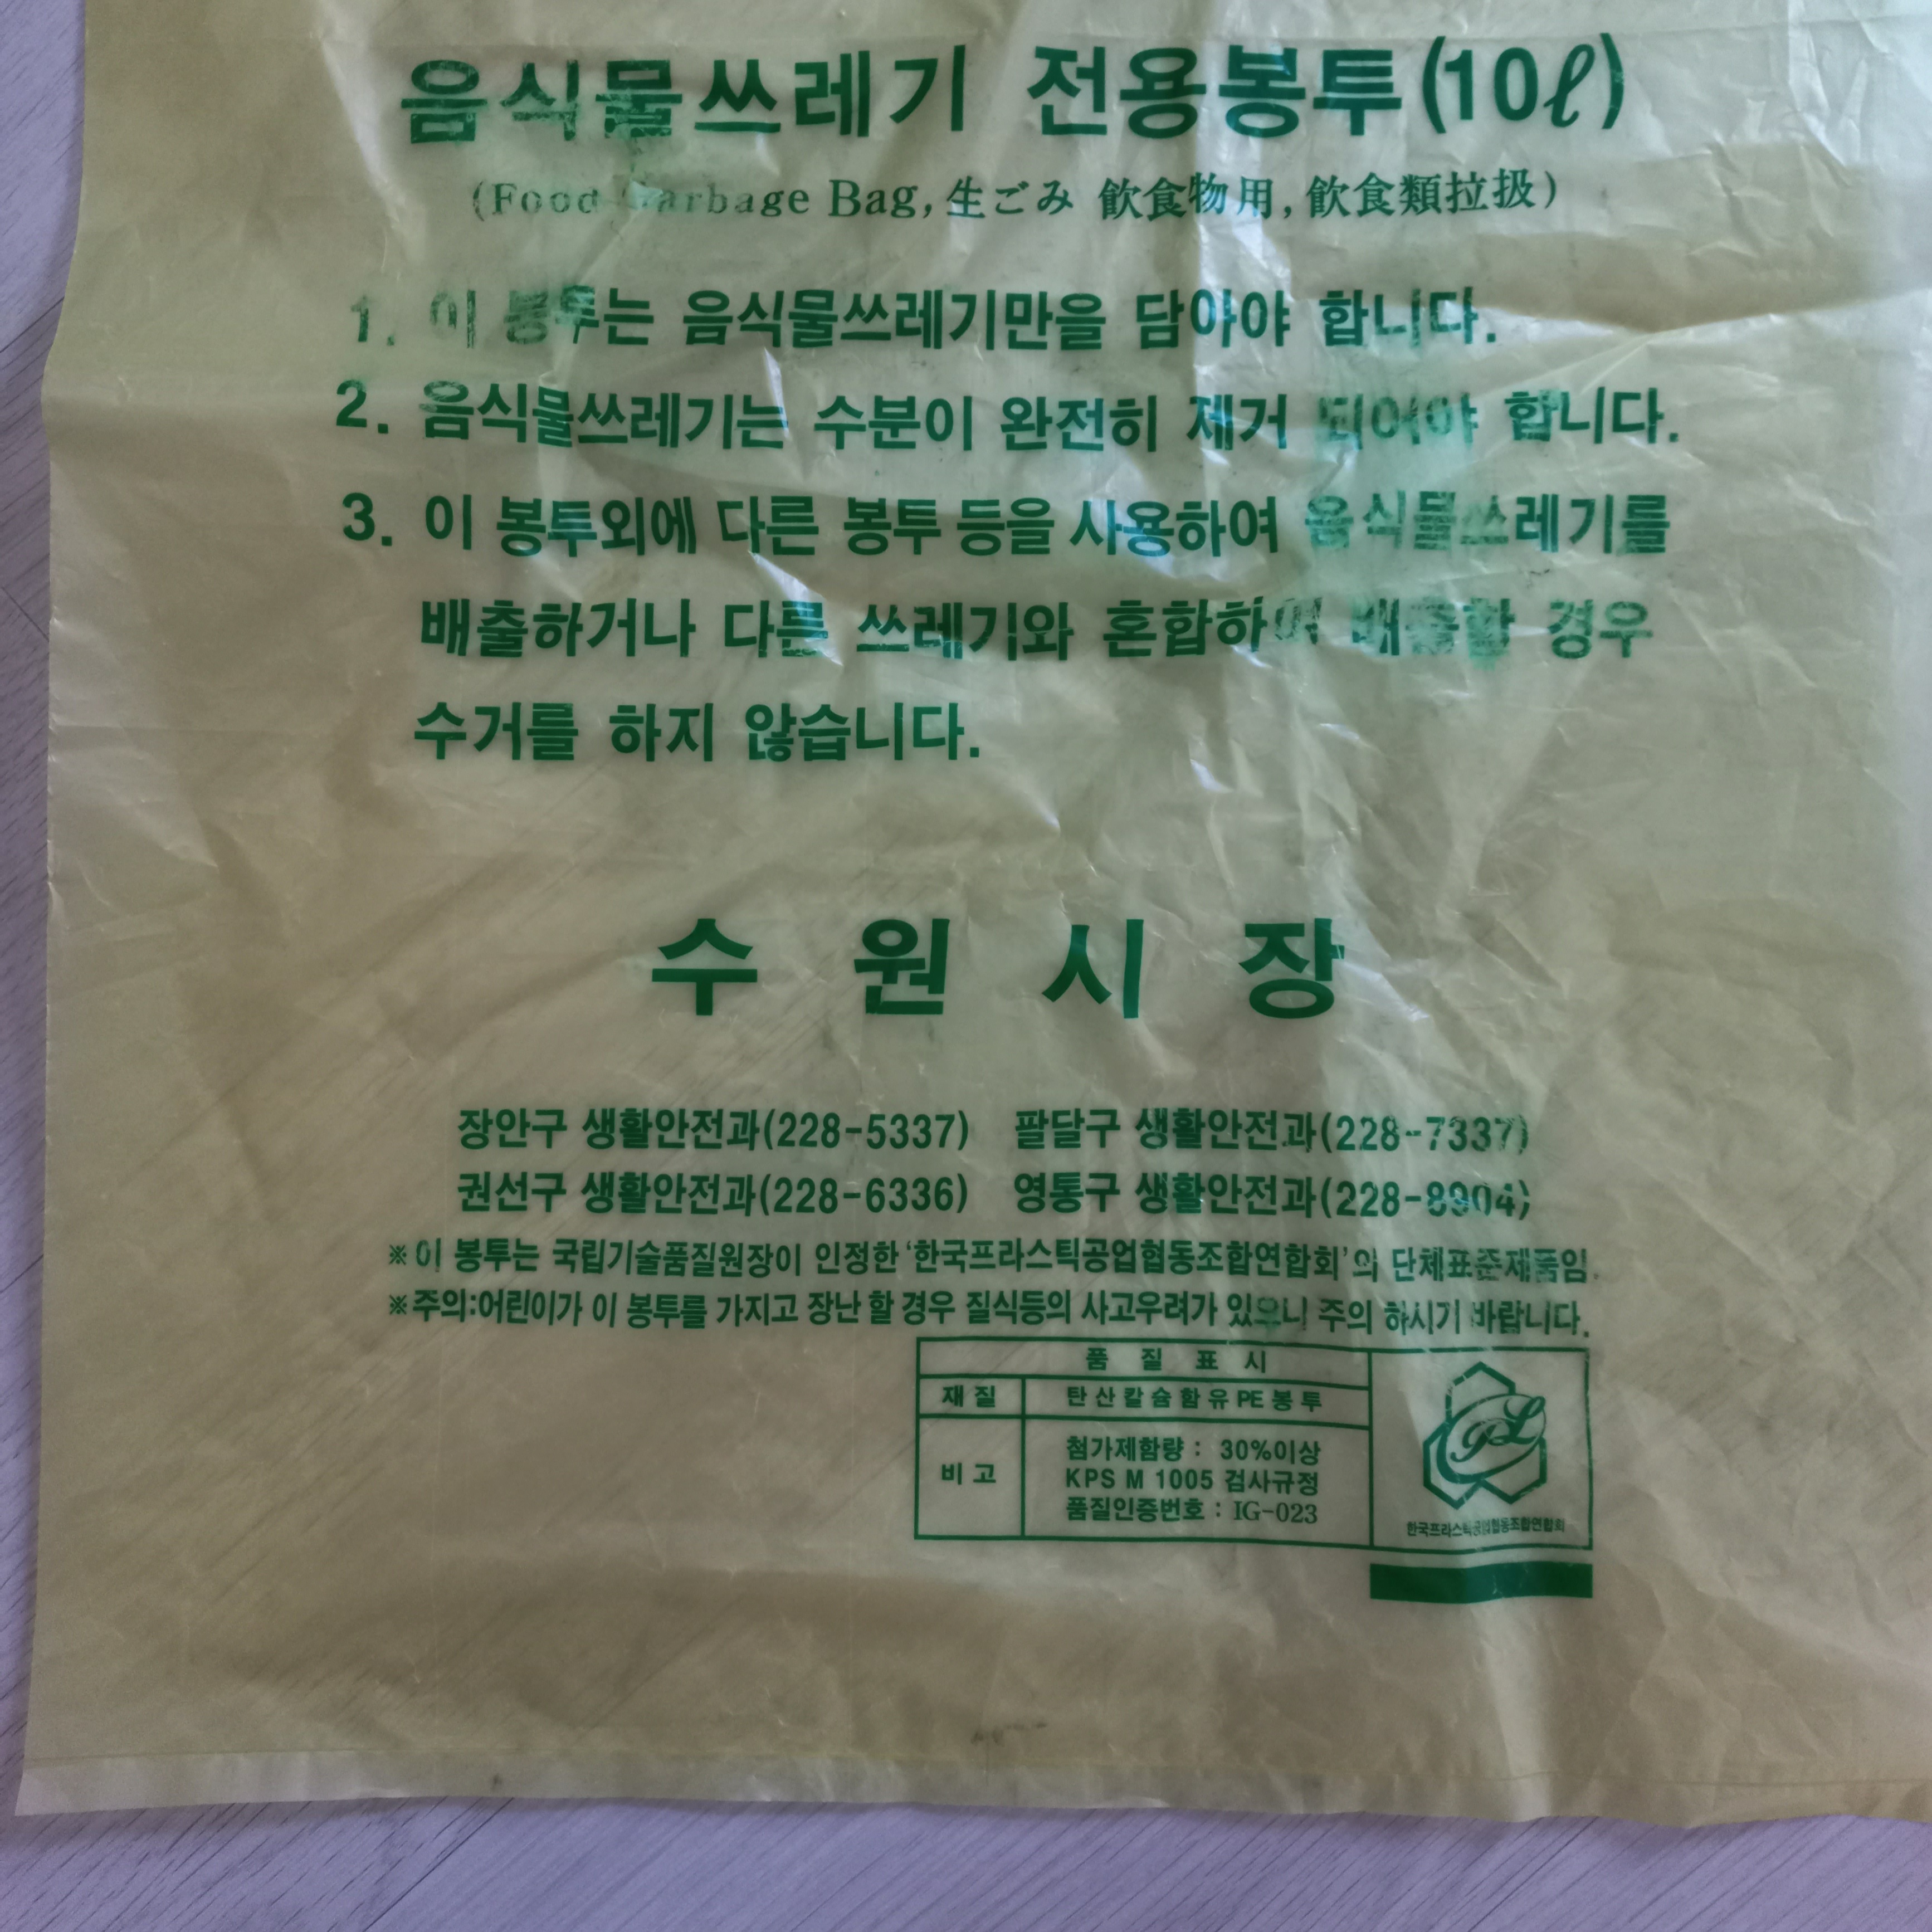 음식물쓰레기 전용봉투(10ℓ)
(Food Garbage Bag, 生ごみ 飮食物用, 飮食類垃圾)
1. 이 봉투는 음식물쓰레기만을 담아야 합니다.
2. 음식물쓰레기는 수분이 완전히 제거 되어야 합니다.
3. 이 봉투외에 다른 봉투 등을 사용하여 음식물쓰레기를
배출하거나 다른 쓰레기와 혼합하여 배출할 경우
수거를 하지 않습니다.
수 원 시 장
장안구 생활안전과(228-5337) 팔달구 생활안전과(228-7337)
권선구 생활안전과(228-6336) 영통구 생활안전과(228-8904)
※이 봉투는 국립기술품질원장이 인정한 '한국프라스틱공업협동조합연합회'의 단체표준제품임.
※주의:어린이가 이 봉투를 가지고 장난 할 경우 질식등의 사고우려가 있으니 주의 하시기 바랍니다.
품 질 표 시
재 질 탄산칼슘함유PE봉투
비 고
첨가제함량 : 30%이상
KPS M 1005 검사규정
품질인증번호 : IG-023
한국프라스틱공업협동조합연합회